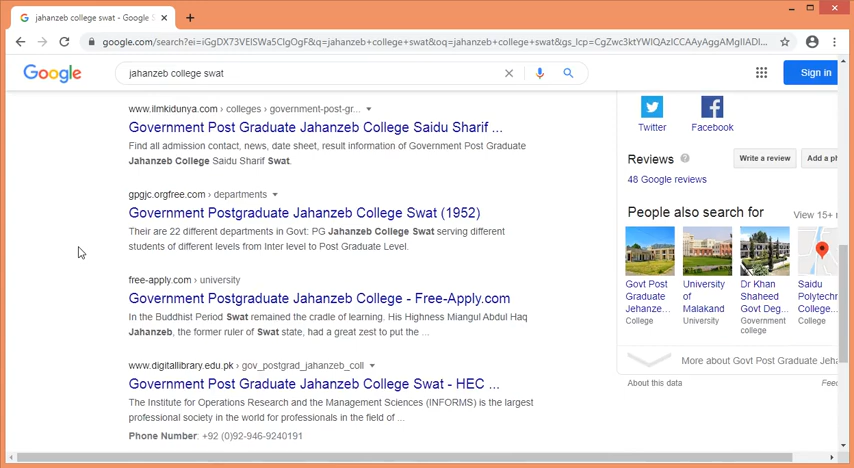 jahanzeb college swat - Google S
google.com/search?ei=iGgDX73VEISWa5CIgOgF&q=jahanzeb+college+swat&oq=jahanzeb+college+swat&gs_lcp=
Google
jahanzeb college swat
Sign in
www.ilmkidunya.com › colleges › government-post-gr...
Government Post Graduate Jahanzeb College Saidu Sharif ...
Find all admission contact, news, date sheet, result information of Government Post Graduate
Jahanzeb College Saidu Sharif Swat.
gpgjc.orgfree.com › departments
Government Postgraduate Jahanzeb College Swat (1952)
Their are 22 different departments in Govt: PG Jahanzeb College Swat serving different
students of different levels from Inter level to Post Graduate Level.
free-apply.com › university
Government Postgraduate Jahanzeb College - Free-Apply.com
In the Buddhist Period Swat remained the cradle of learning. His Highness Miangul Abdul Haq
Jahanzeb, the former ruler of Swat state, had a great zest to put the ...
www.digitallibrary.edu.pk › gov_postgrad_jahanzeb_coll
Government Post Graduate Jahanzeb College Swat - HEC ...
The Institute for Operations Research and the Management Sciences (INFORMS) is the largest
professional society in the world for professionals in the field of ...
Phone Number: +92 (0)92-946-9240191
Twitter
Facebook
Reviews
Write a review
Add a ph
48 Google reviews
People also search for
View 15+ r
Govt Post
Graduate
Jahanze...
College
University
of
Malakand
University
Dr Khan
Shaheed
Govt Deg...
Government
college
Saidu
Polytechn
College...
College
More about Govt Post Graduate Jeha
About this data
Feed